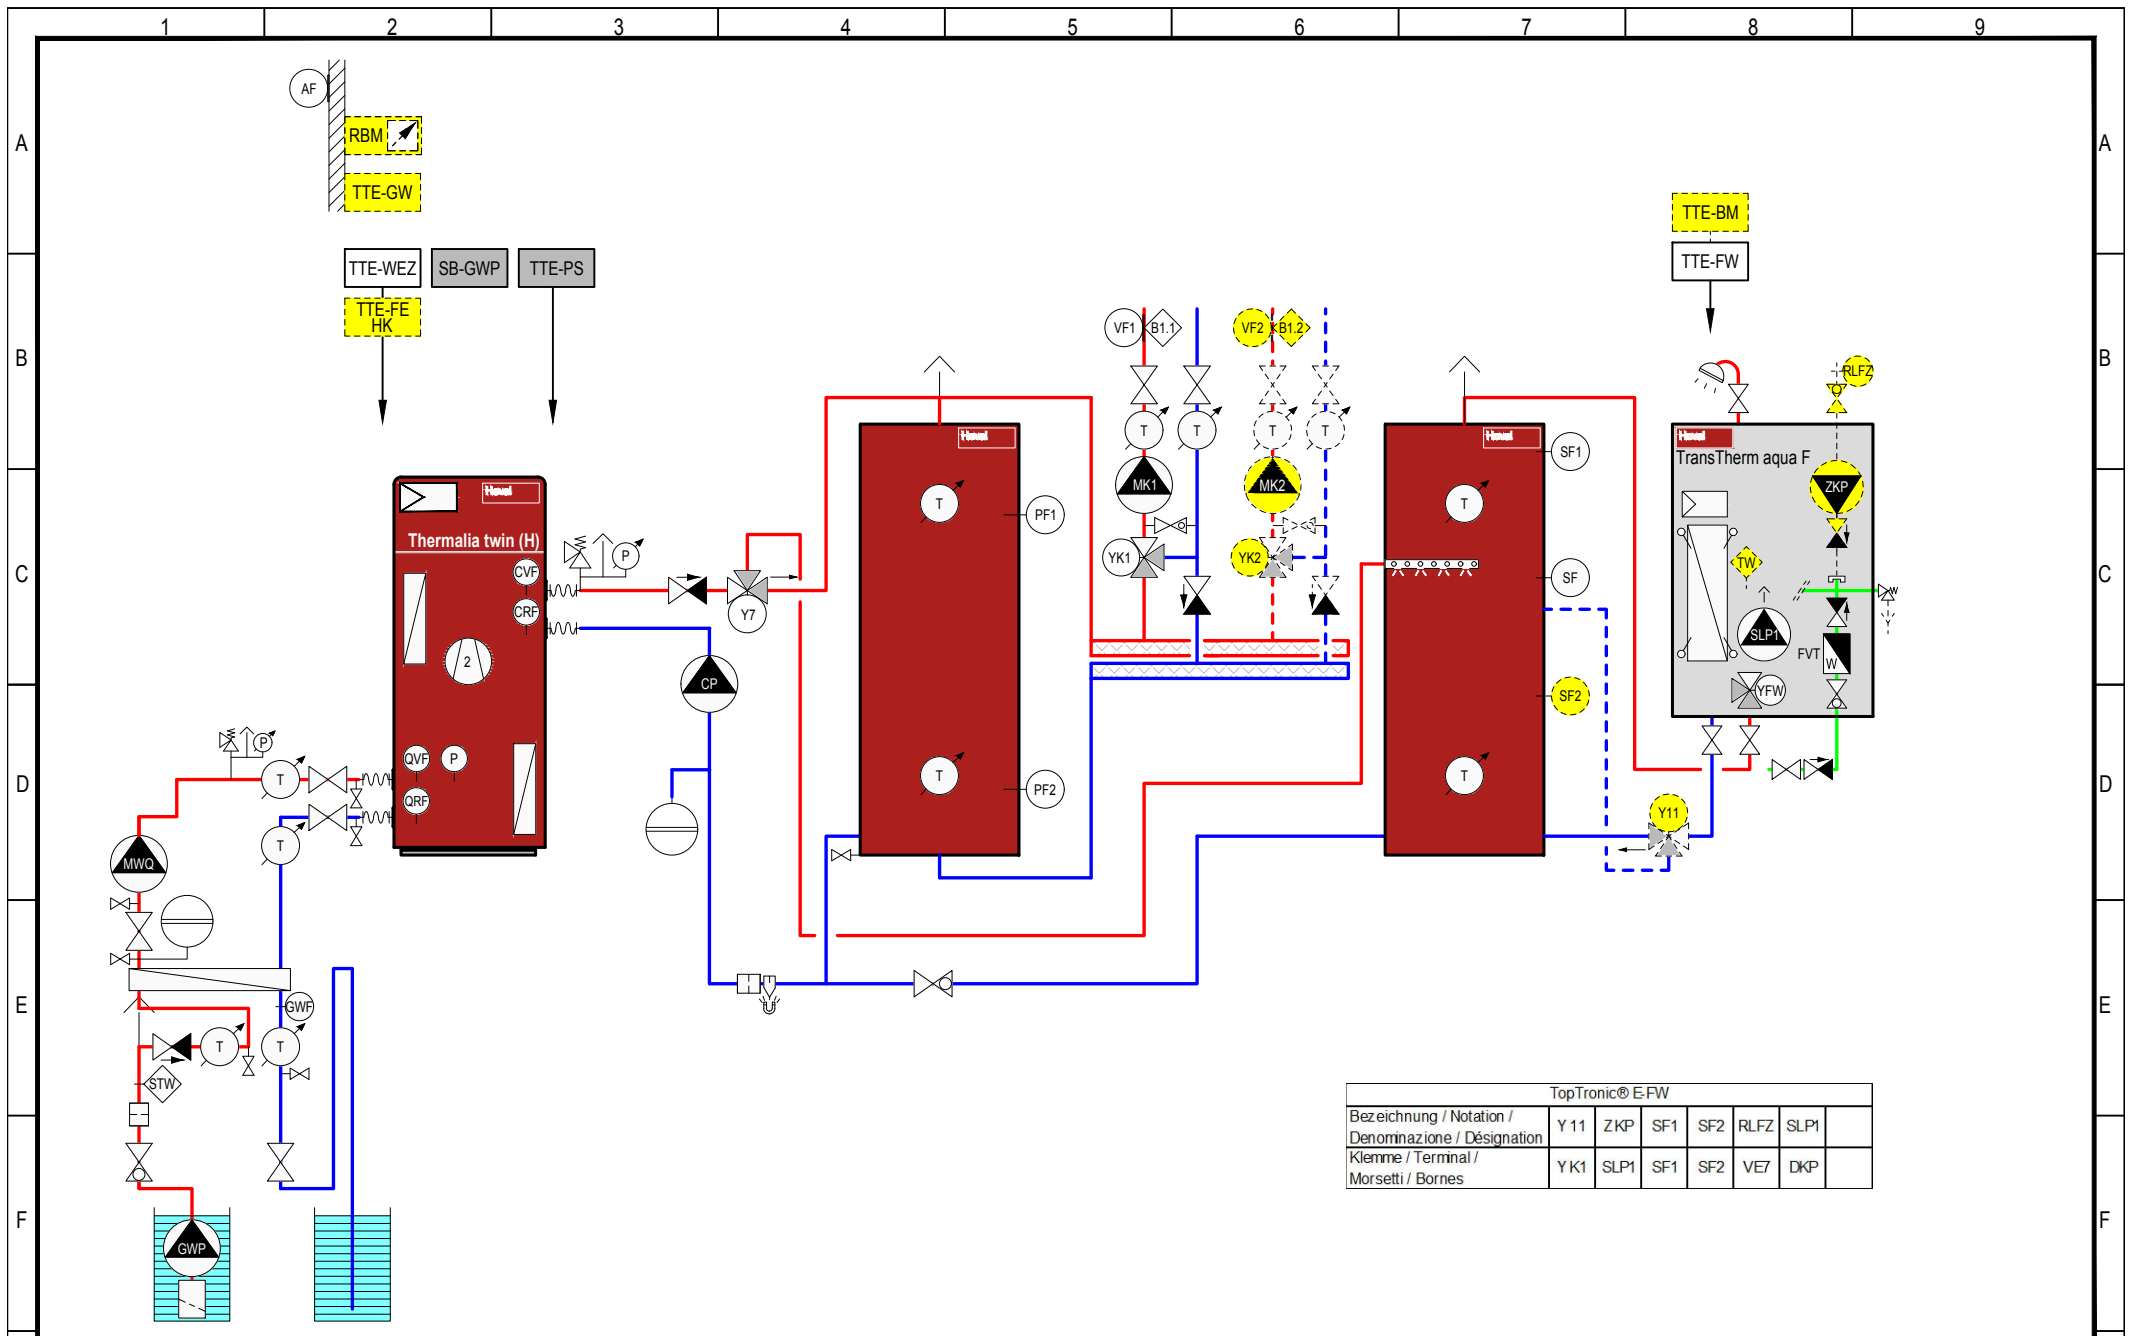 1 2 3 4 5 6 7 8 9
A A
AF
RBM
TTE-GW
TTE-BM
TTE-WEZ SB-GWP TTE-PS
TTE-FW
TTE-FE
HK
B B
VF1 B1.1 VF2 B1.2
RLFZ
T T T T
Hoval Hoval Hoval
SF1
TransTherm aqua F
Hoval
MK1 MK2 ZKP
T PF1 T
Thermalia twin (H)
P YK1 YK2 TW
C C
CVF SF
CRF Y7 W
SLP1
2 FVT W
CP YFW
SF2
P QVF P
D T T PF2 T D
QRF
Y11
T
MWQ
E GWF E
T T
STW
TopTronic® E-FW
Bezeichnung / Notation /
Denominazione / Désignation Y11 ZKP SF1 SF2 RLFZ SLP1
Klemme / Terminal /
Morsetti / Bornes YK1 SLP1 SF1 SF2 VE7 DKP
F F
GWP